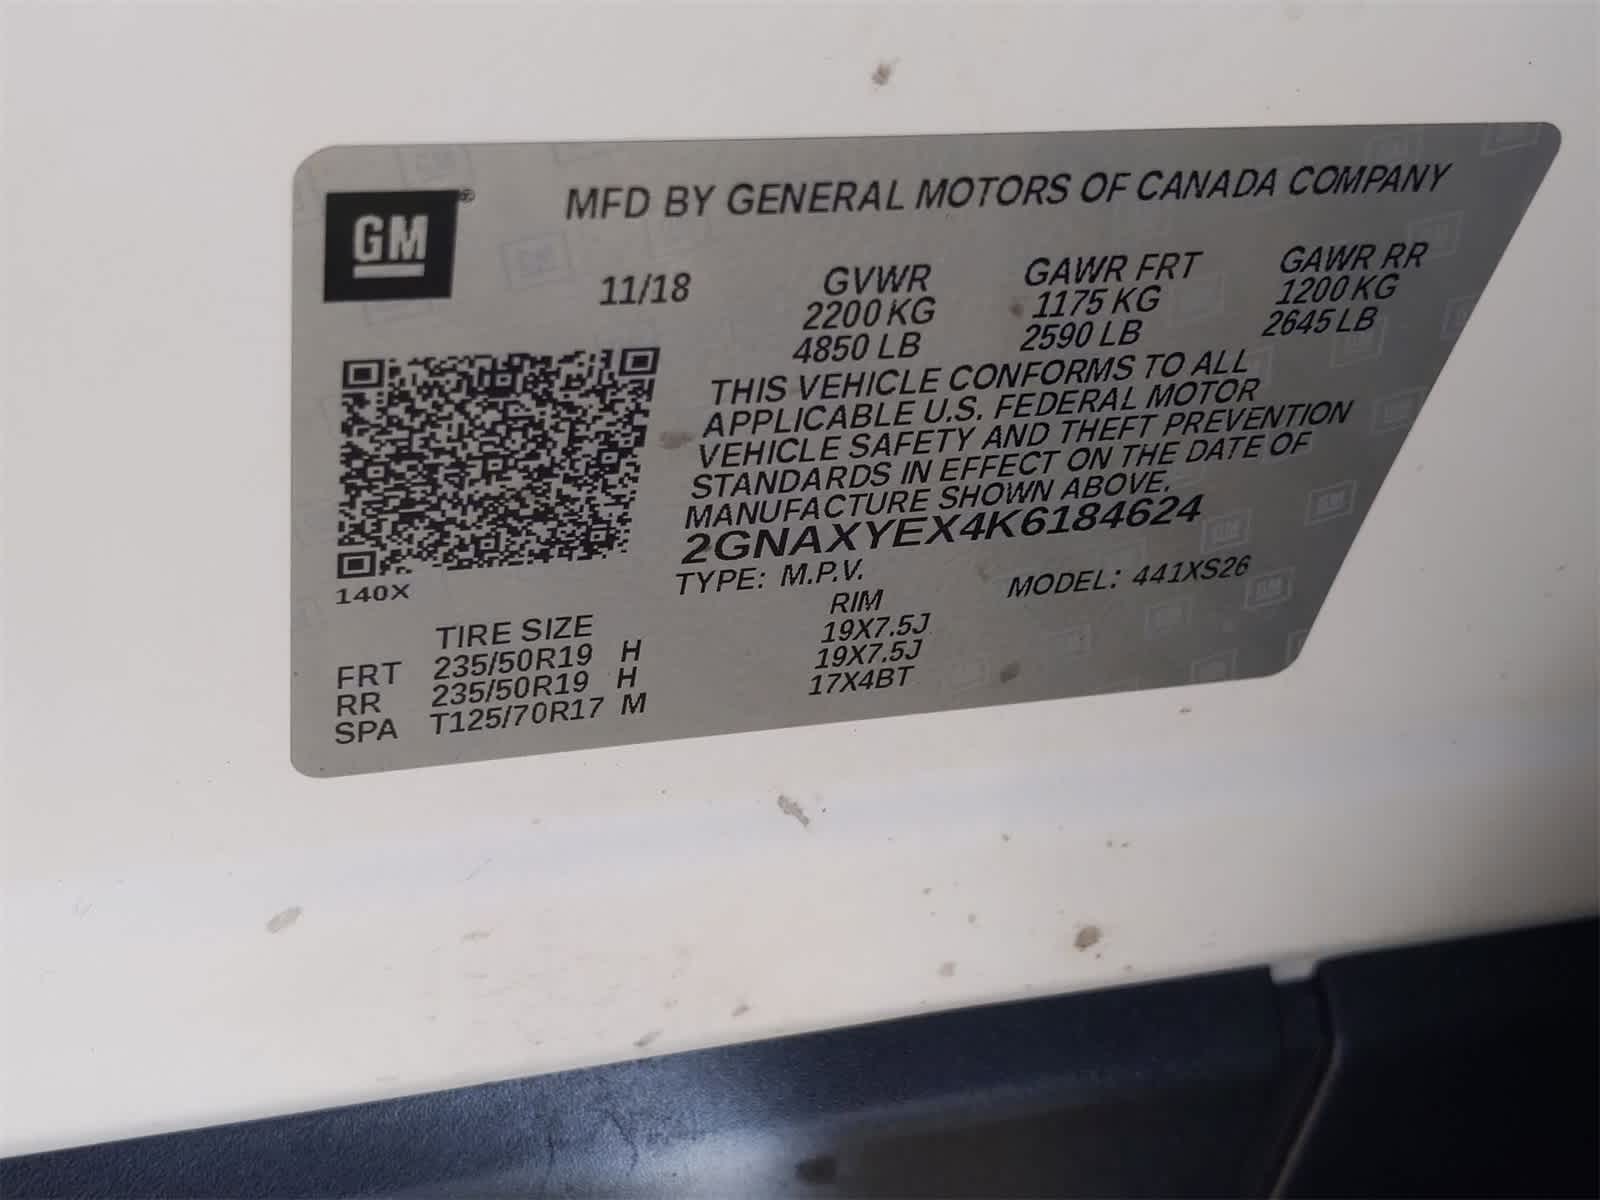 GM®
MFD BY GENERAL MOTORS OF CANADA COMPANY
11/18 GVWR GAWR FRT GAWR RR
2200 KG 1175 KG 1200 KG
4850 LB 2590 LB 2645 LB
THIS VEHICLE CONFORMS TO ALL
APPLICABLE U.S. FEDERAL MOTOR
VEHICLE SAFETY AND THEFT PREVENTION
STANDARDS IN EFFECT ON THE DATE OF
MANUFACTURE SHOWN ABOVE.
2GNAXYEX4K6184624
TYPE: M.P.V. MODEL: 441XS26
140X
TIRE SIZE RIM
FRT 235/50R19 H 19X7.5J
RR 235/50R19 H 19X7.5J
SPA T125/70R17 M 17X4BT